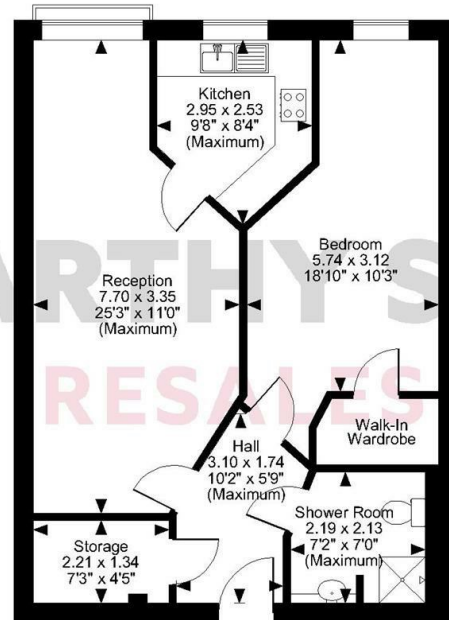 Kitchen
2.95 x 2.53
9'8" x 8'4"
(Maximum)
Bedroom
5.74 x 3.12
18'10" x 10'3"
Reception
7.70 x 3.35
25'3" x 11'0"
(Maximum)
ARTHY S
RESALES
Walk-In
Wardrobe
Hall
3.10 x 1.74
10'2" x 5'9"
(Maximum)
Shower Room
2.19 x 2.13
7'2" x 7'0"
(Maximum)
Storage
2.21 x 1.34
7'3" x 4'5"